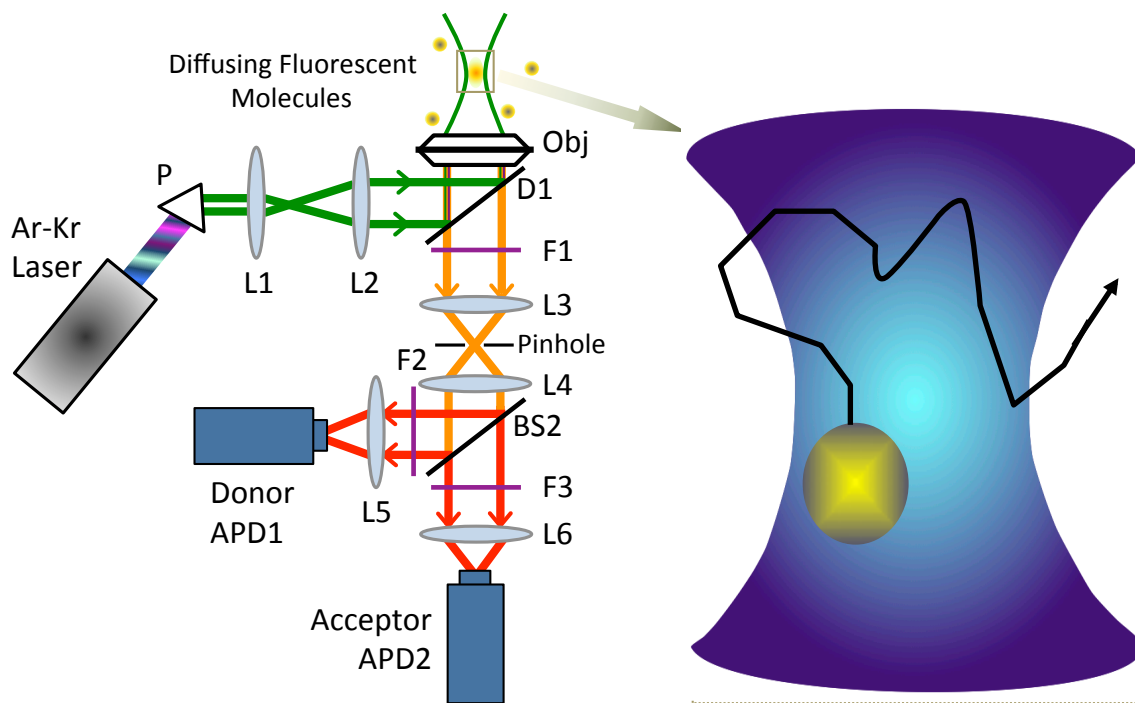 Diffusing Fluorescent
Molecules
Obj
P
D1
Ar-Kr
Laser
F1
L1
L2
L3
Pinhole
F2
L4
BS2
Donor
APD1
L5
F3
L6
Acceptor
APD2